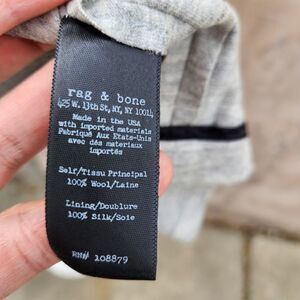 rag & bone
425 W. 13th St, NY, NY 10014
Made in the USA
with imported materials
Fabriqué Aux Etats-Unis
avec dés materiaux
importés
Self/Tissu Principal
100% Wool/Laine
Lining/Doublure
100% Silk/Soie
RN# 108879